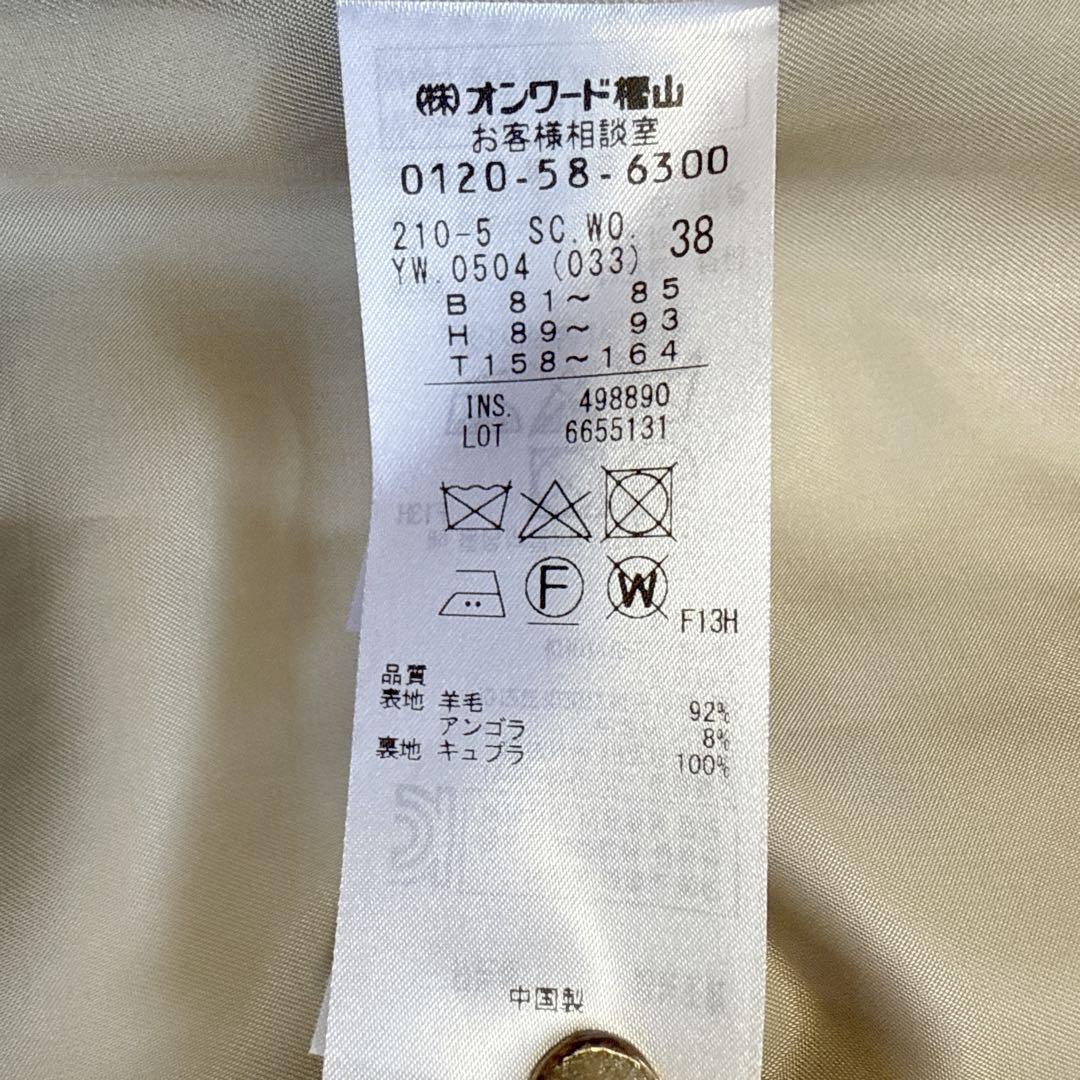 (株)オンワード樫山
お客様相談室
0120-58-6300
210-5 SC.WO. 38
YW.0504 (033)
B 81～ 85
H 89～ 93
T158～164
INS. 498890
LOT 6655131
F W F13H
品質
表地 羊毛 92%
アンゴラ 8%
裏地 キュプラ 100%
中国製